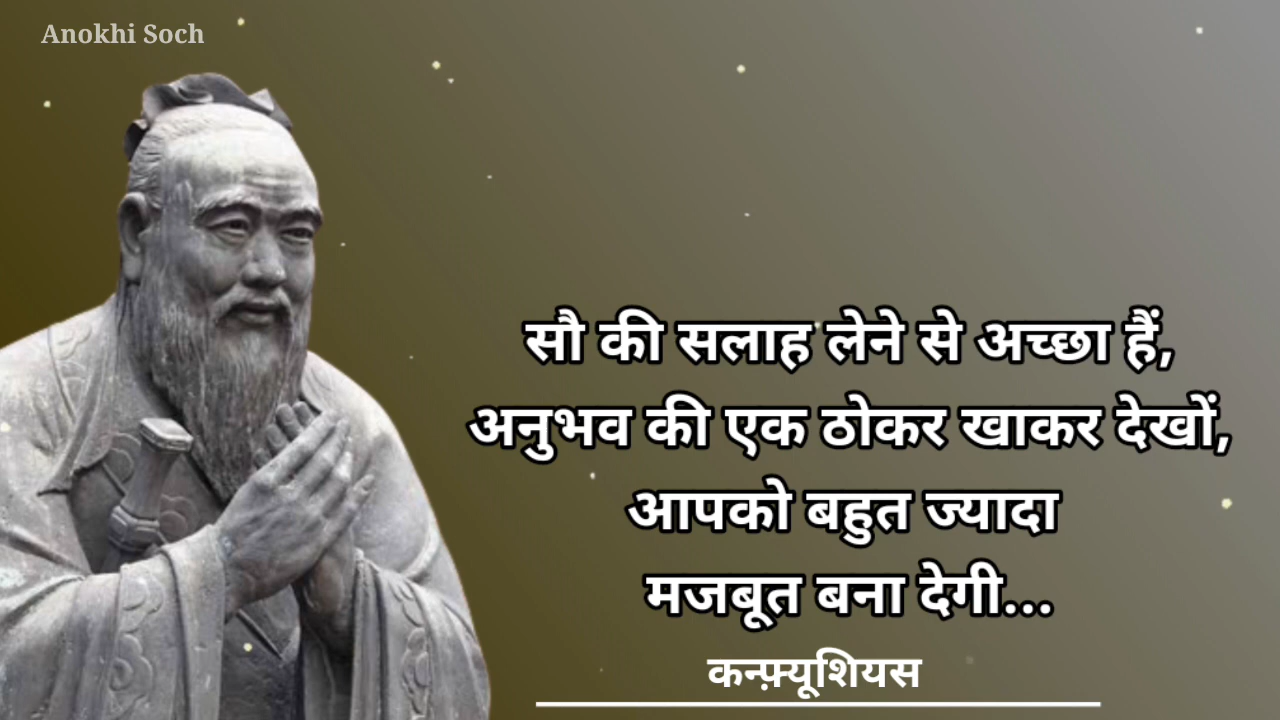 Anokhi Soch
सौ की सलाह लेने से अच्छा हैं,
अनुभव की एक ठोकर खाकर देखों,
आपको बहुत ज्यादा
मजबूत बना देगी...
कन्फ़्यूशियस